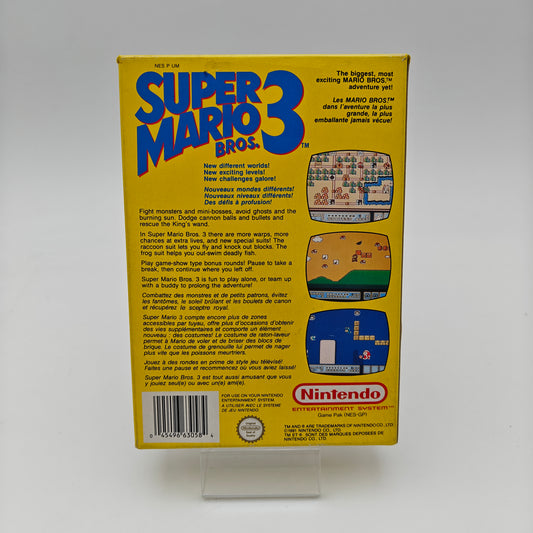 NES P UM
SUPER
MARIO
BROS. 3™
The biggest, most
exciting MARIO BROS.™
adventure yet!
Les MARIO BROS.™
dans l'aventure la plus
grande, la plus
emballante jamais vécue!
New different worlds!
New exciting levels!
New challenges galore!
Nouveaux mondes différents!
Nouveaux niveaux différents!
Des défis à profusion!
Fight monsters and mini-bosses, avoid ghosts and the
burning sun. Dodge cannon balls and bullets and
rescue the King's wand.
In Super Mario Bros. 3 there are more warps, more
chances at extra lives, and new special suits! The
raccoon suit lets you fly and knock out blocks. The
frog suit helps you out-swim deadly fish.
Play game-show type bonus rounds! Pause to take a
break, then continue where you left off.
Super Mario Bros. 3 is fun to play alone, or team up
with a buddy to prolong the adventure!
Combattez des monstres et de petits patrons, évitez
les fantômes, le soleil brûlant et les boulets de canon
et récupérez le sceptre royal.
Super Mario 3 compte encore plus de zones
accessibles par tuyau, offre plus d'occasions d'obtenir
des vies supplémentaires et comporte un élément
nouveau : des costumes! Le costume de raton-laveur
permet à Mario de voler et de briser des blocs de
brique. Le costume de grenouille lui permet de nager
plus vite que les poissons meurtriers.
Jouez à des rondes en prime de style jeu télévisé!
Faites une pause et recommencez où vous aviez laissé!
Super Mario Bros. 3 est tout aussi amusant que vous
y jouiez seul(e) ou avec un(e) ami(e).
0 45496 63058 4
FOR USE ON YOUR NINTENDO
ENTERTAINMENT SYSTEM.
A UTILISER AVEC LE SYSTEME
DE JEU NINTENDO
Original
Nintendo
Seal of
Quality
Nintendo®
ENTERTAINMENT SYSTEM™
Game Pak (NES-GP)
TM AND ® ARE TRADEMARKS OF NINTENDO CO., LTD.
©1991 NINTENDO CO., LTD.
TM ET ® SONT DES MARQUES DEPOSEES DE
NINTENDO CO., LTD.